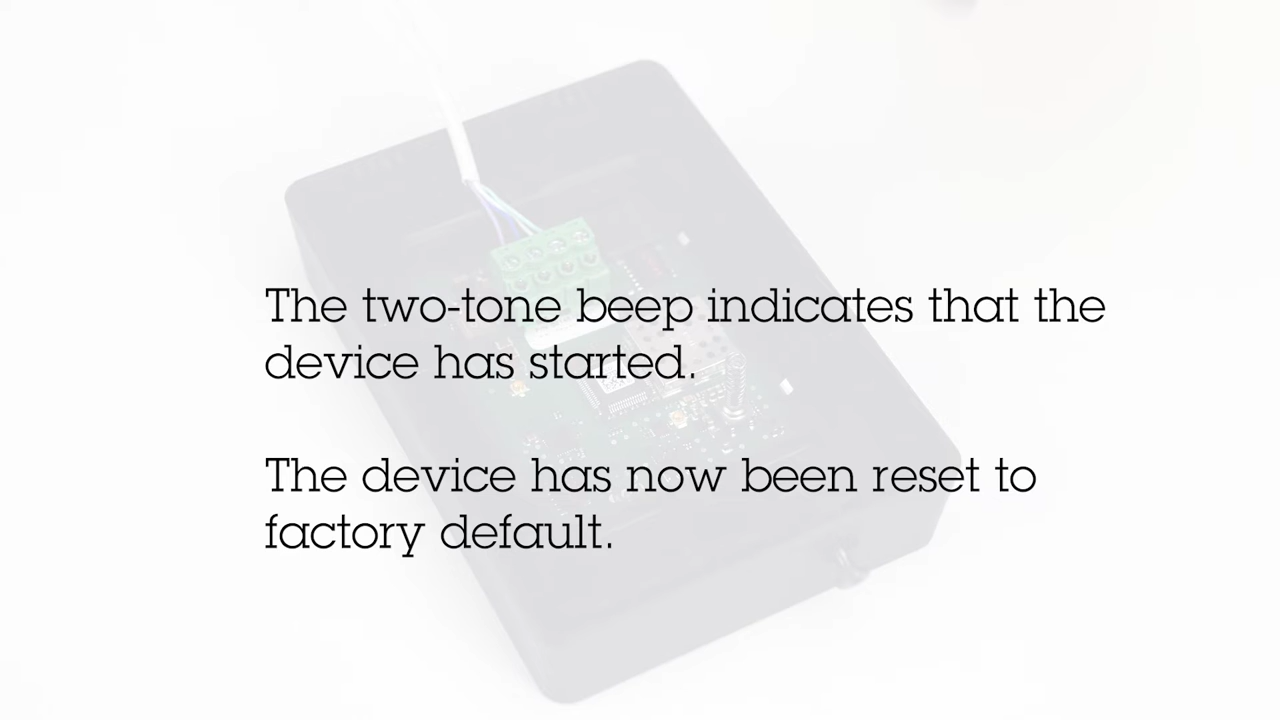 The two-tone beep indicates that the
device has started.
The device has now been reset to
factory default.